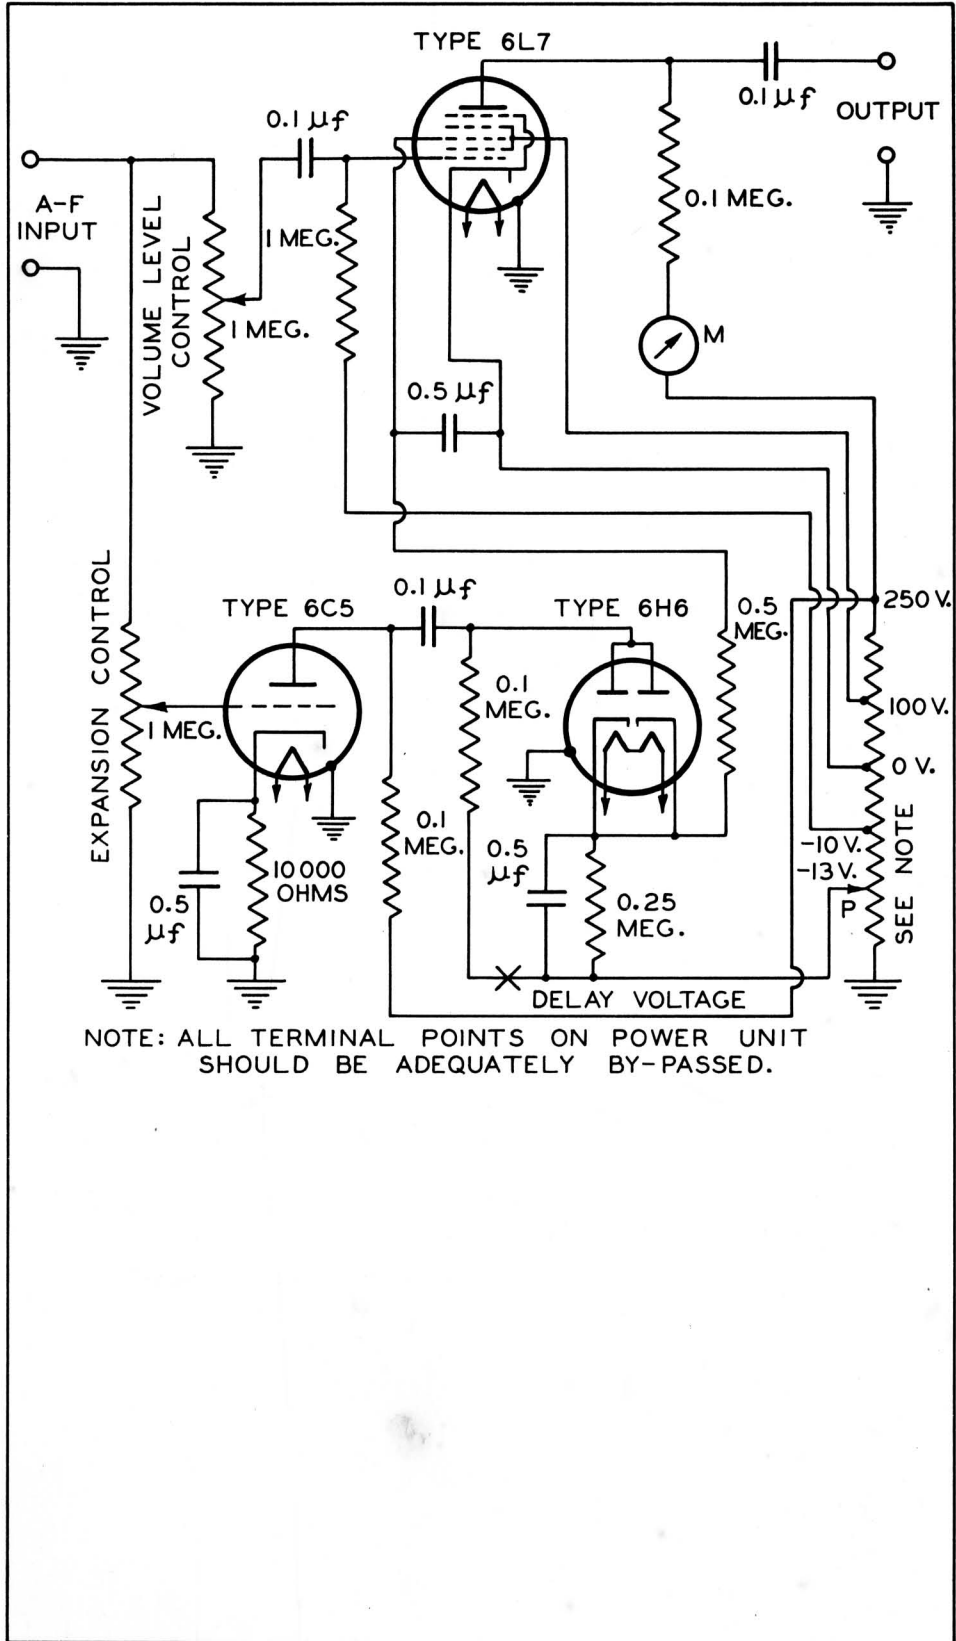 TYPE 6L7
0.1 μf
OUTPUT
0.1 μf
A-F
INPUT
VOLUME LEVEL
CONTROL
1 MEG.
1 MEG.
0.1 MEG.
M
0.5 μf
EXPANSION CONTROL
TYPE 6C5
0.1 μf
TYPE 6H6
0.5
MEG.
250 V.
1 MEG.
0.1
MEG.
100 V.
0 V.
0.1
MEG.
-10 V.
-13 V.
P
SEE NOTE
0.5
μf
10000
OHMS
0.5
μf
0.25
MEG.
DELAY VOLTAGE
NOTE: ALL TERMINAL POINTS ON POWER UNIT
SHOULD BE ADEQUATELY BY-PASSED.